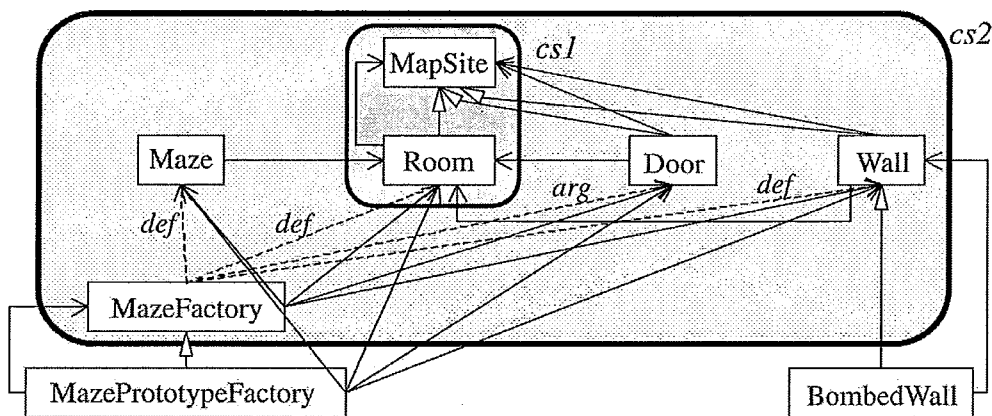 cs2
cs1
MapSite
Maze
Room
Door
Wall
def
def
arg
def
MazeFactory
MazePrototypeFactory
BombedWall